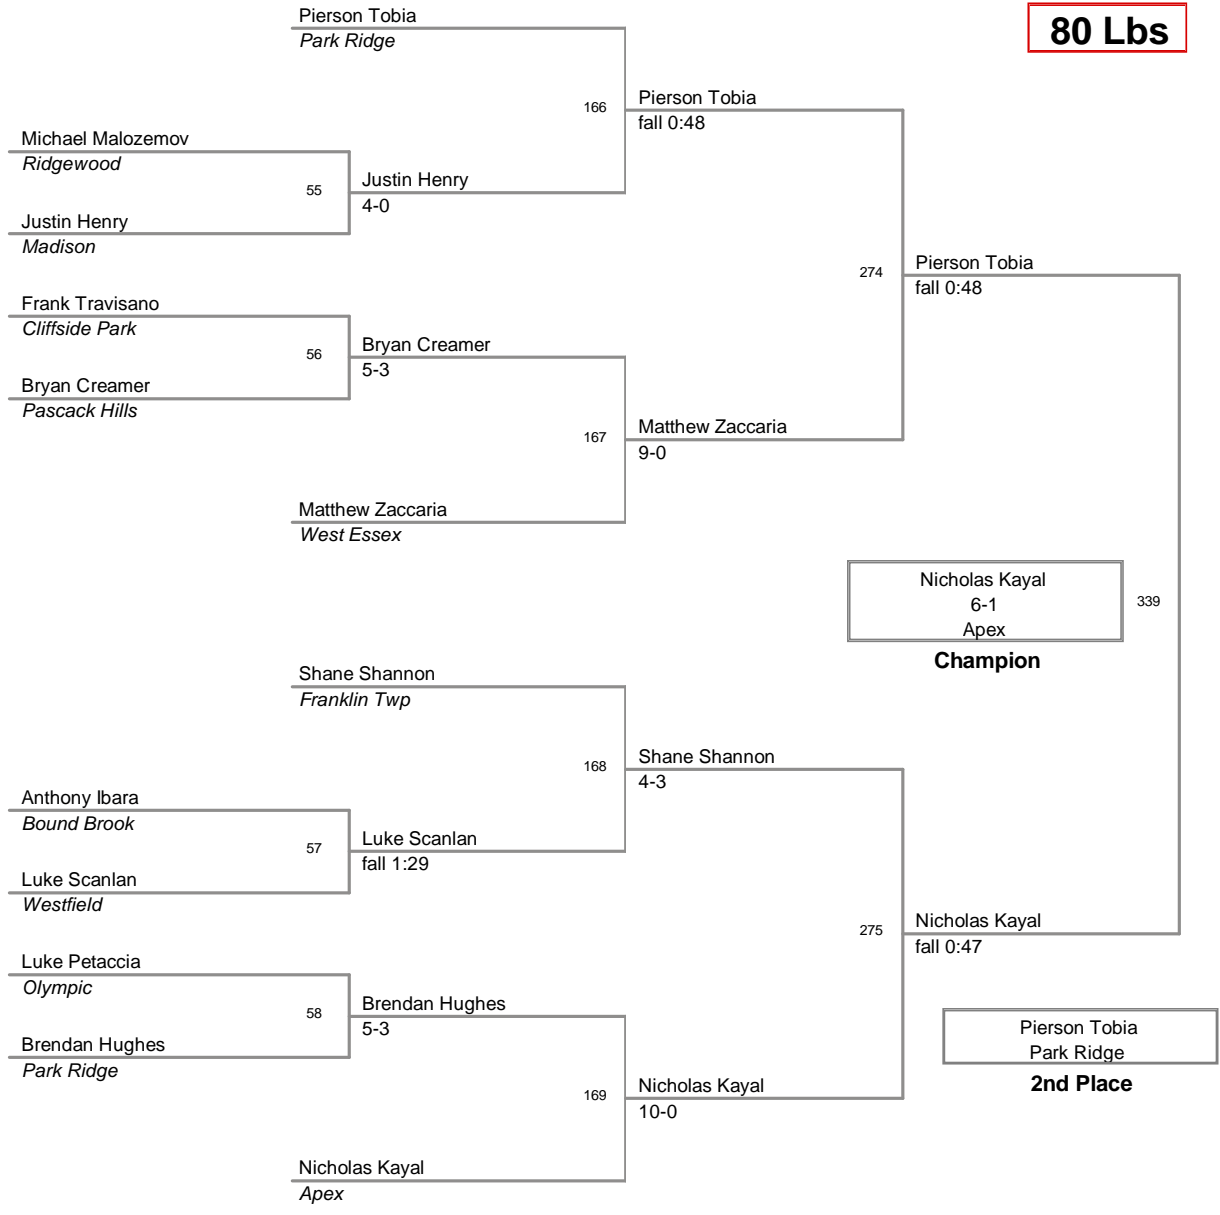 Pierson Tobia
Park Ridge
80 Lbs
166
Pierson Tobia
fall 0:48
Michael Malozemov
Ridgewood
55
Justin Henry
4-0
Justin Henry
Madison
274
Pierson Tobia
fall 0:48
Frank Travisano
Cliffside Park
56
Bryan Creamer
5-3
Bryan Creamer
Pascack Hills
167
Matthew Zaccaria
9-0
Matthew Zaccaria
West Essex
Nicholas Kayal
6-1
Apex
339
Champion
Shane Shannon
Franklin Twp
168
Shane Shannon
4-3
Anthony Ibara
Bound Brook
57
Luke Scanlan
fall 1:29
Luke Scanlan
Westfield
275
Nicholas Kayal
fall 0:47
Luke Petaccia
Olympic
58
Brendan Hughes
5-3
Brendan Hughes
Park Ridge
Pierson Tobia
Park Ridge
2nd Place
169
Nicholas Kayal
10-0
Nicholas Kayal
Apex